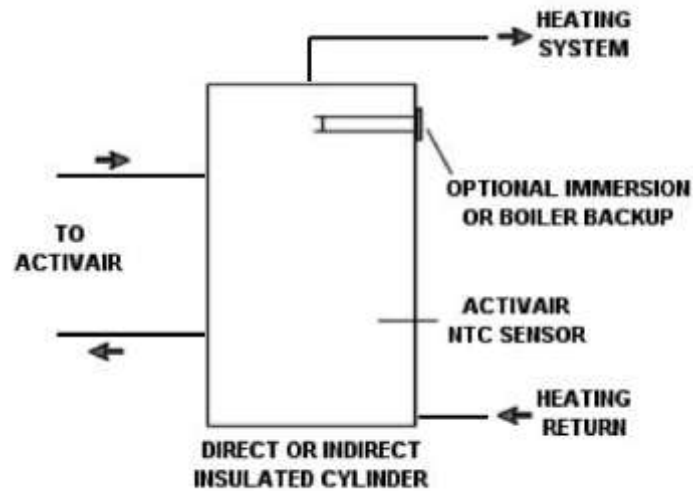 HEATING
SYSTEM
OPTIONAL IMMERSION
OR BOILER BACKUP
TO
ACTIVAIR
ACTIVAIR
NTC SENSOR
HEATING
RETURN
DIRECT OR INDIRECT
INSULATED CYLINDER